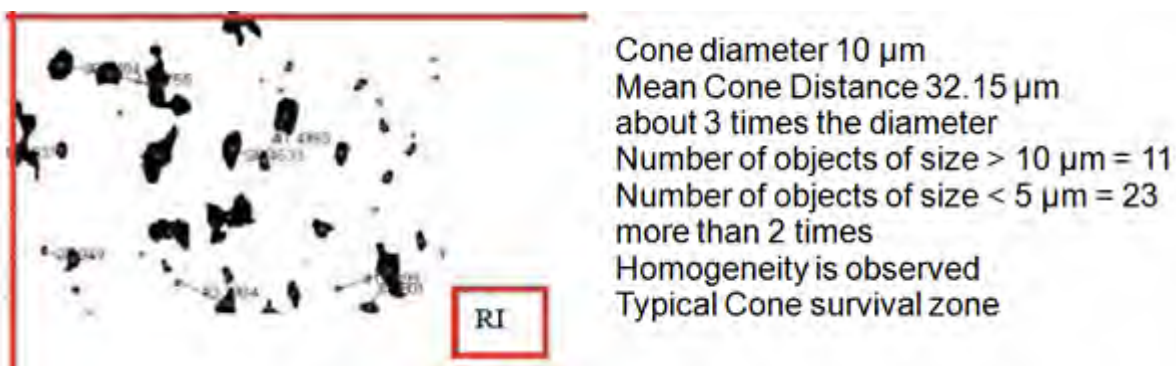 Cone diameter 10 µm
Mean Cone Distance 32.15 µm
about 3 times the diameter
Number of objects of size > 10 µm = 11
Number of objects of size < 5 µm = 23
more than 2 times
Homogeneity is observed
Typical Cone survival zone
RI